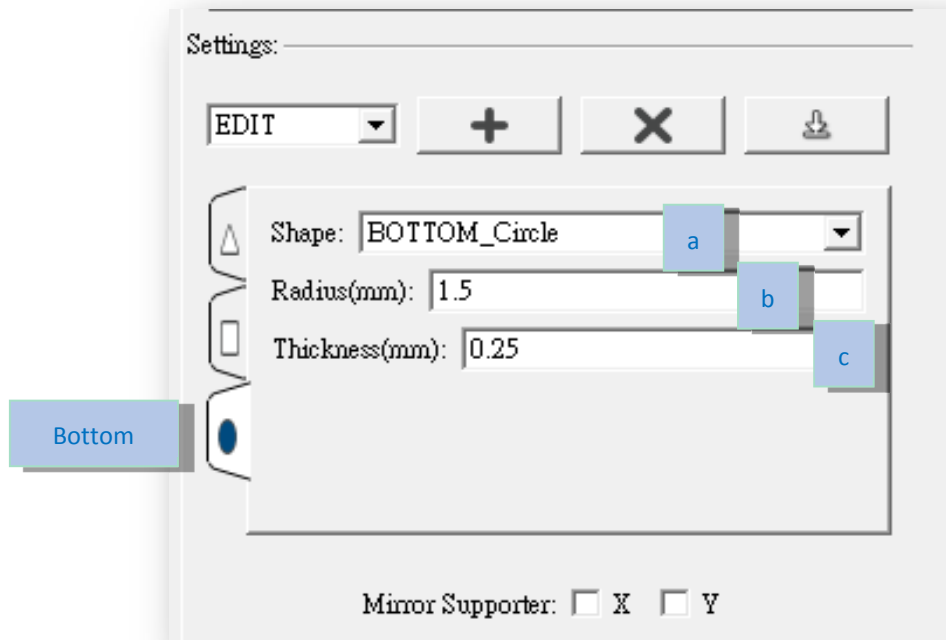 Settings:
EDIT
Shape: BOTTOM_Circle a
Radius(mm): 1.5 b
Thickness(mm): 0.25 c
Bottom
Mirror Supporter: X Y